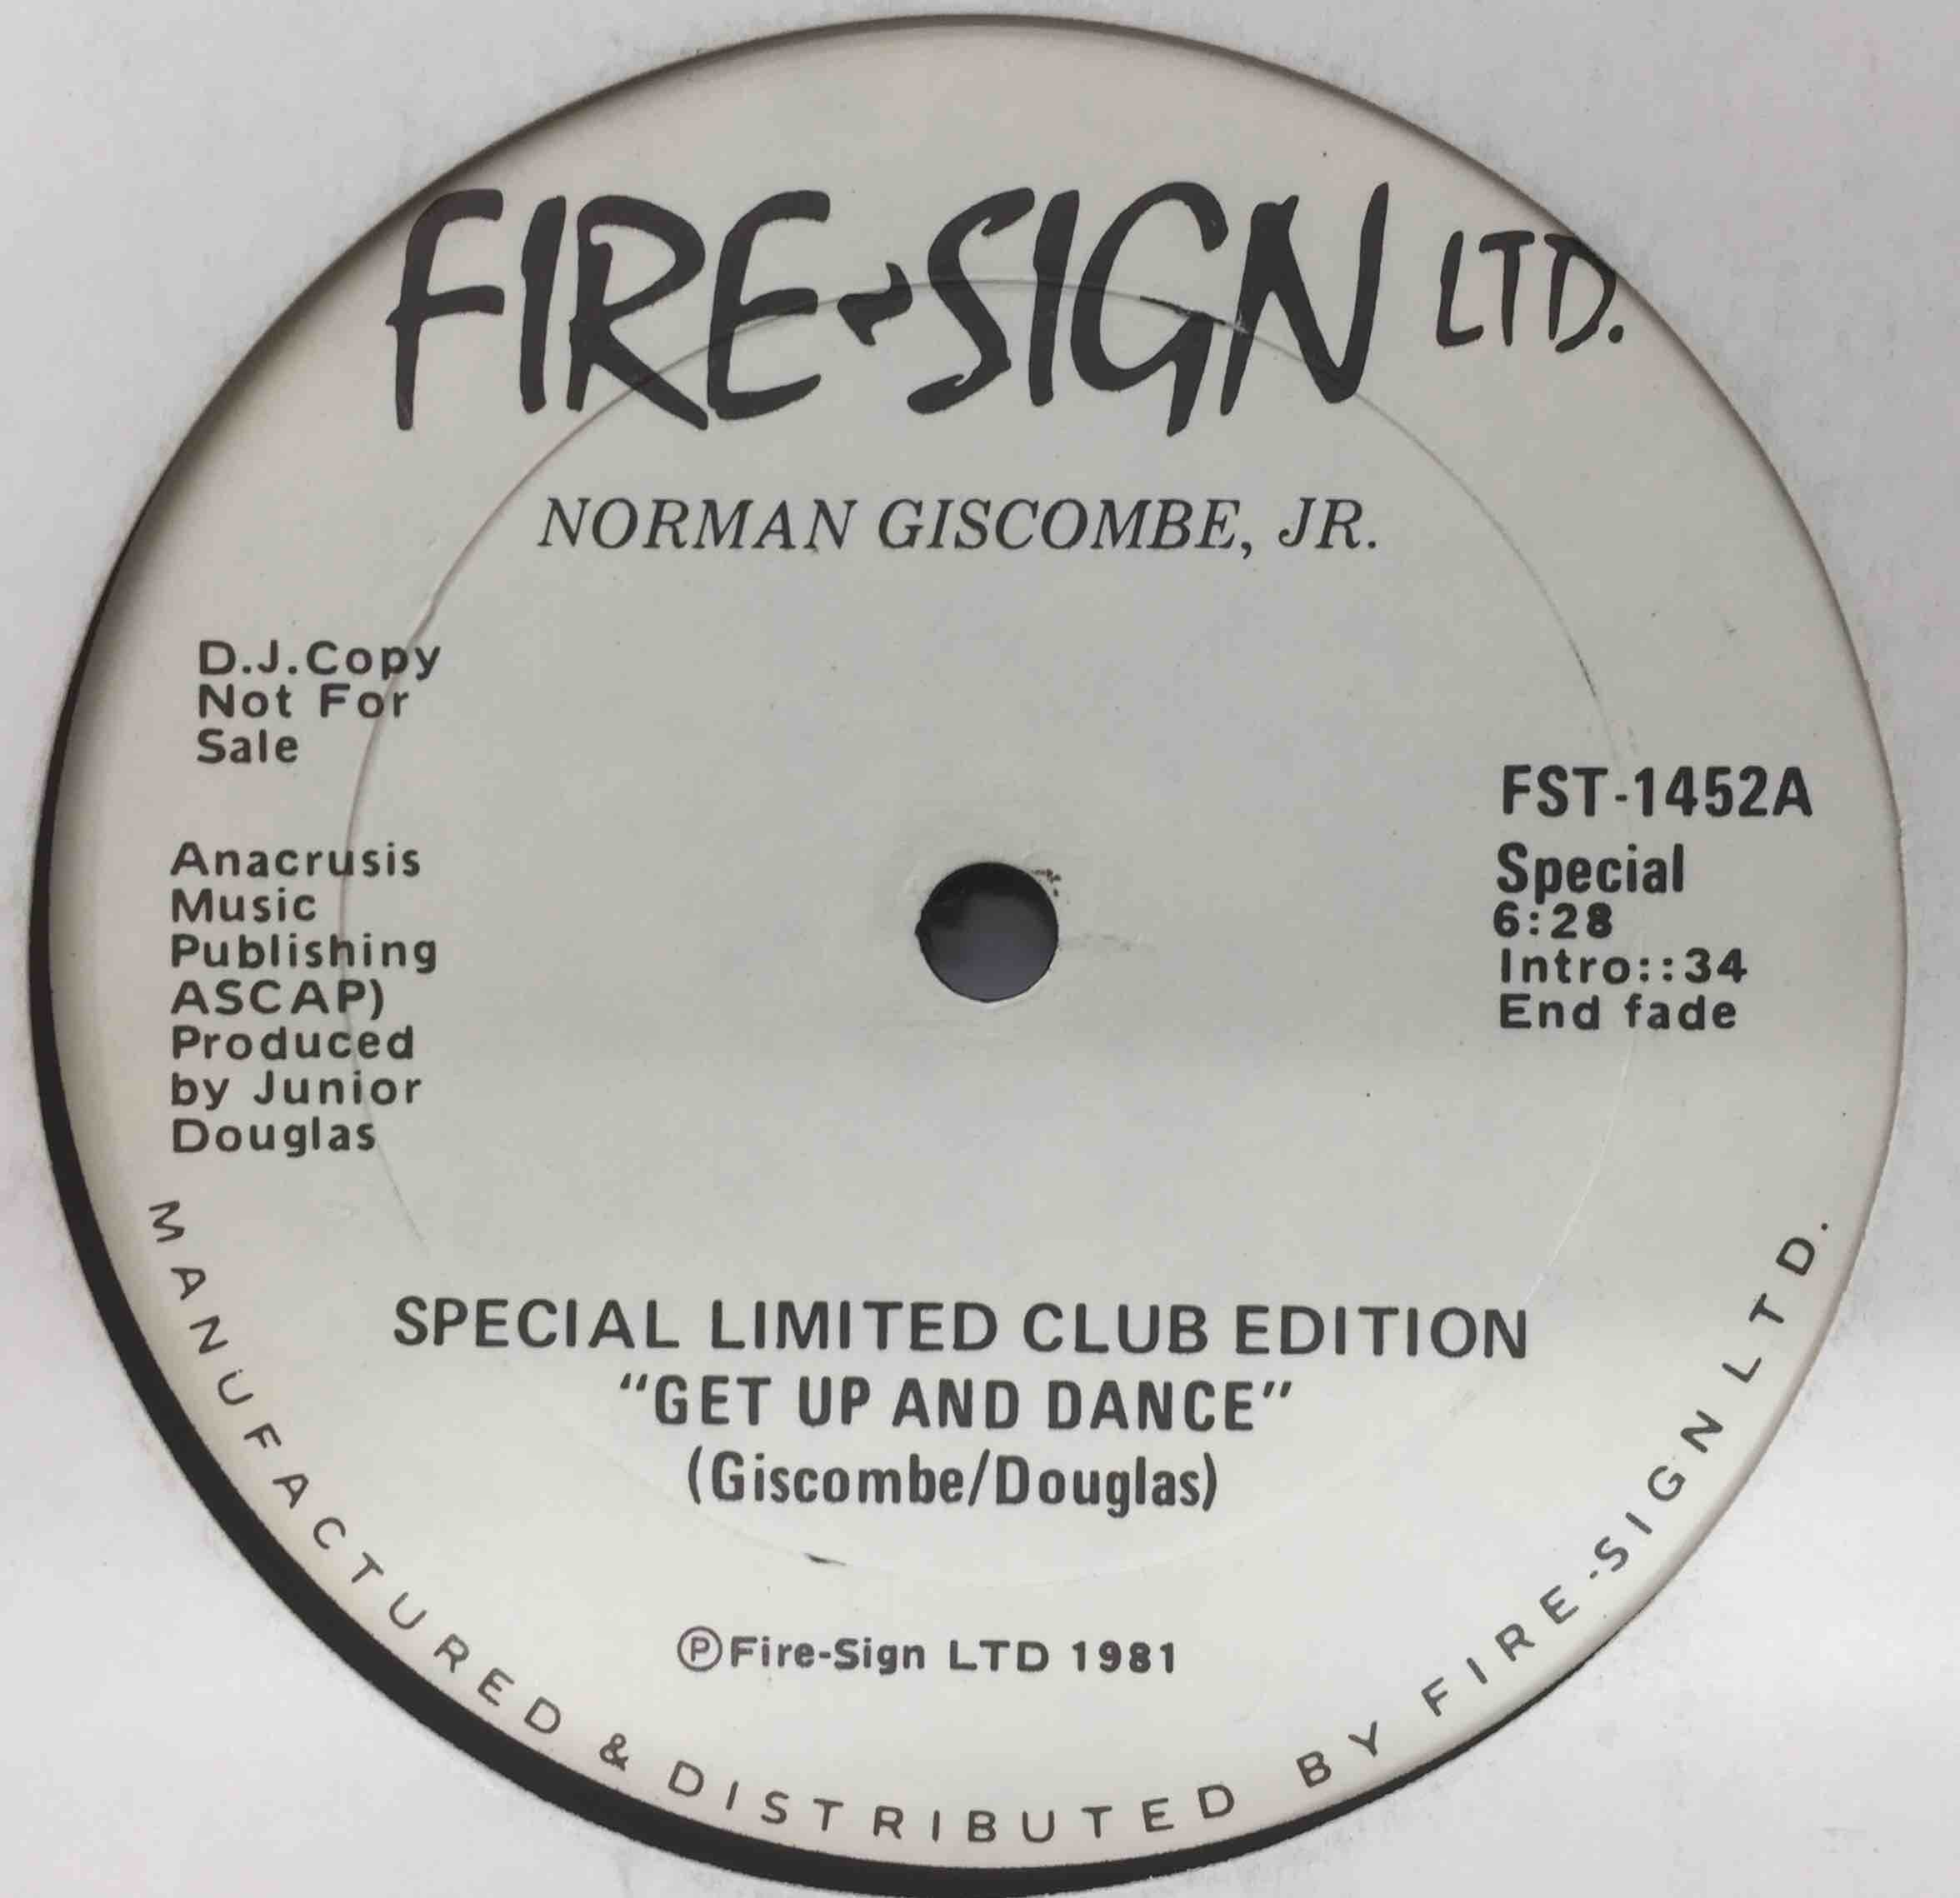 FIRE-SIGN LTD.
NORMAN GISCOMBE, JR.
D.J.Copy
Not For
Sale
Anacrusis
Music
Publishing
ASCAP)
Produced
by Junior
Douglas
FST-1452A
Special
6:28
Intro::34
End fade
SPECIAL LIMITED CLUB EDITION
“GET UP AND DANCE”
(Giscombe/Douglas)
Ⓟ Fire-Sign LTD 1981
MANUFACTURED & DISTRIBUTED BY FIRE-SIGN LTD.